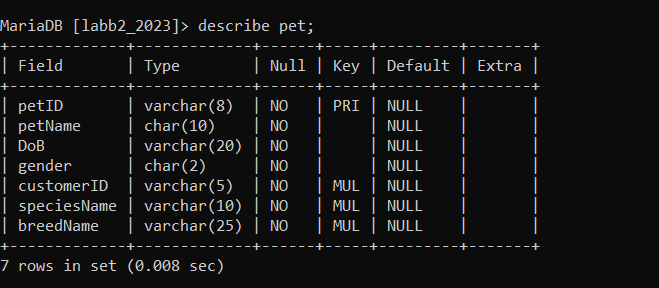 MariaDB [labb2_2023]> describe pet;
+-------------+-------------+------+-----+---------+-------+
| Field       | Type        | Null | Key | Default | Extra |
+-------------+-------------+------+-----+---------+-------+
| petID       | varchar(8)  | NO   | PRI | NULL    |       |
| petName     | char(10)    | NO   |     | NULL    |       |
| DoB         | varchar(20) | NO   |     | NULL    |       |
| gender      | char(2)     | NO   |     | NULL    |       |
| customerID  | varchar(5)  | NO   | MUL | NULL    |       |
| speciesName | varchar(10) | NO   | MUL | NULL    |       |
| breedName   | varchar(25) | NO   | MUL | NULL    |       |
+-------------+-------------+------+-----+---------+-------+
7 rows in set (0.008 sec)